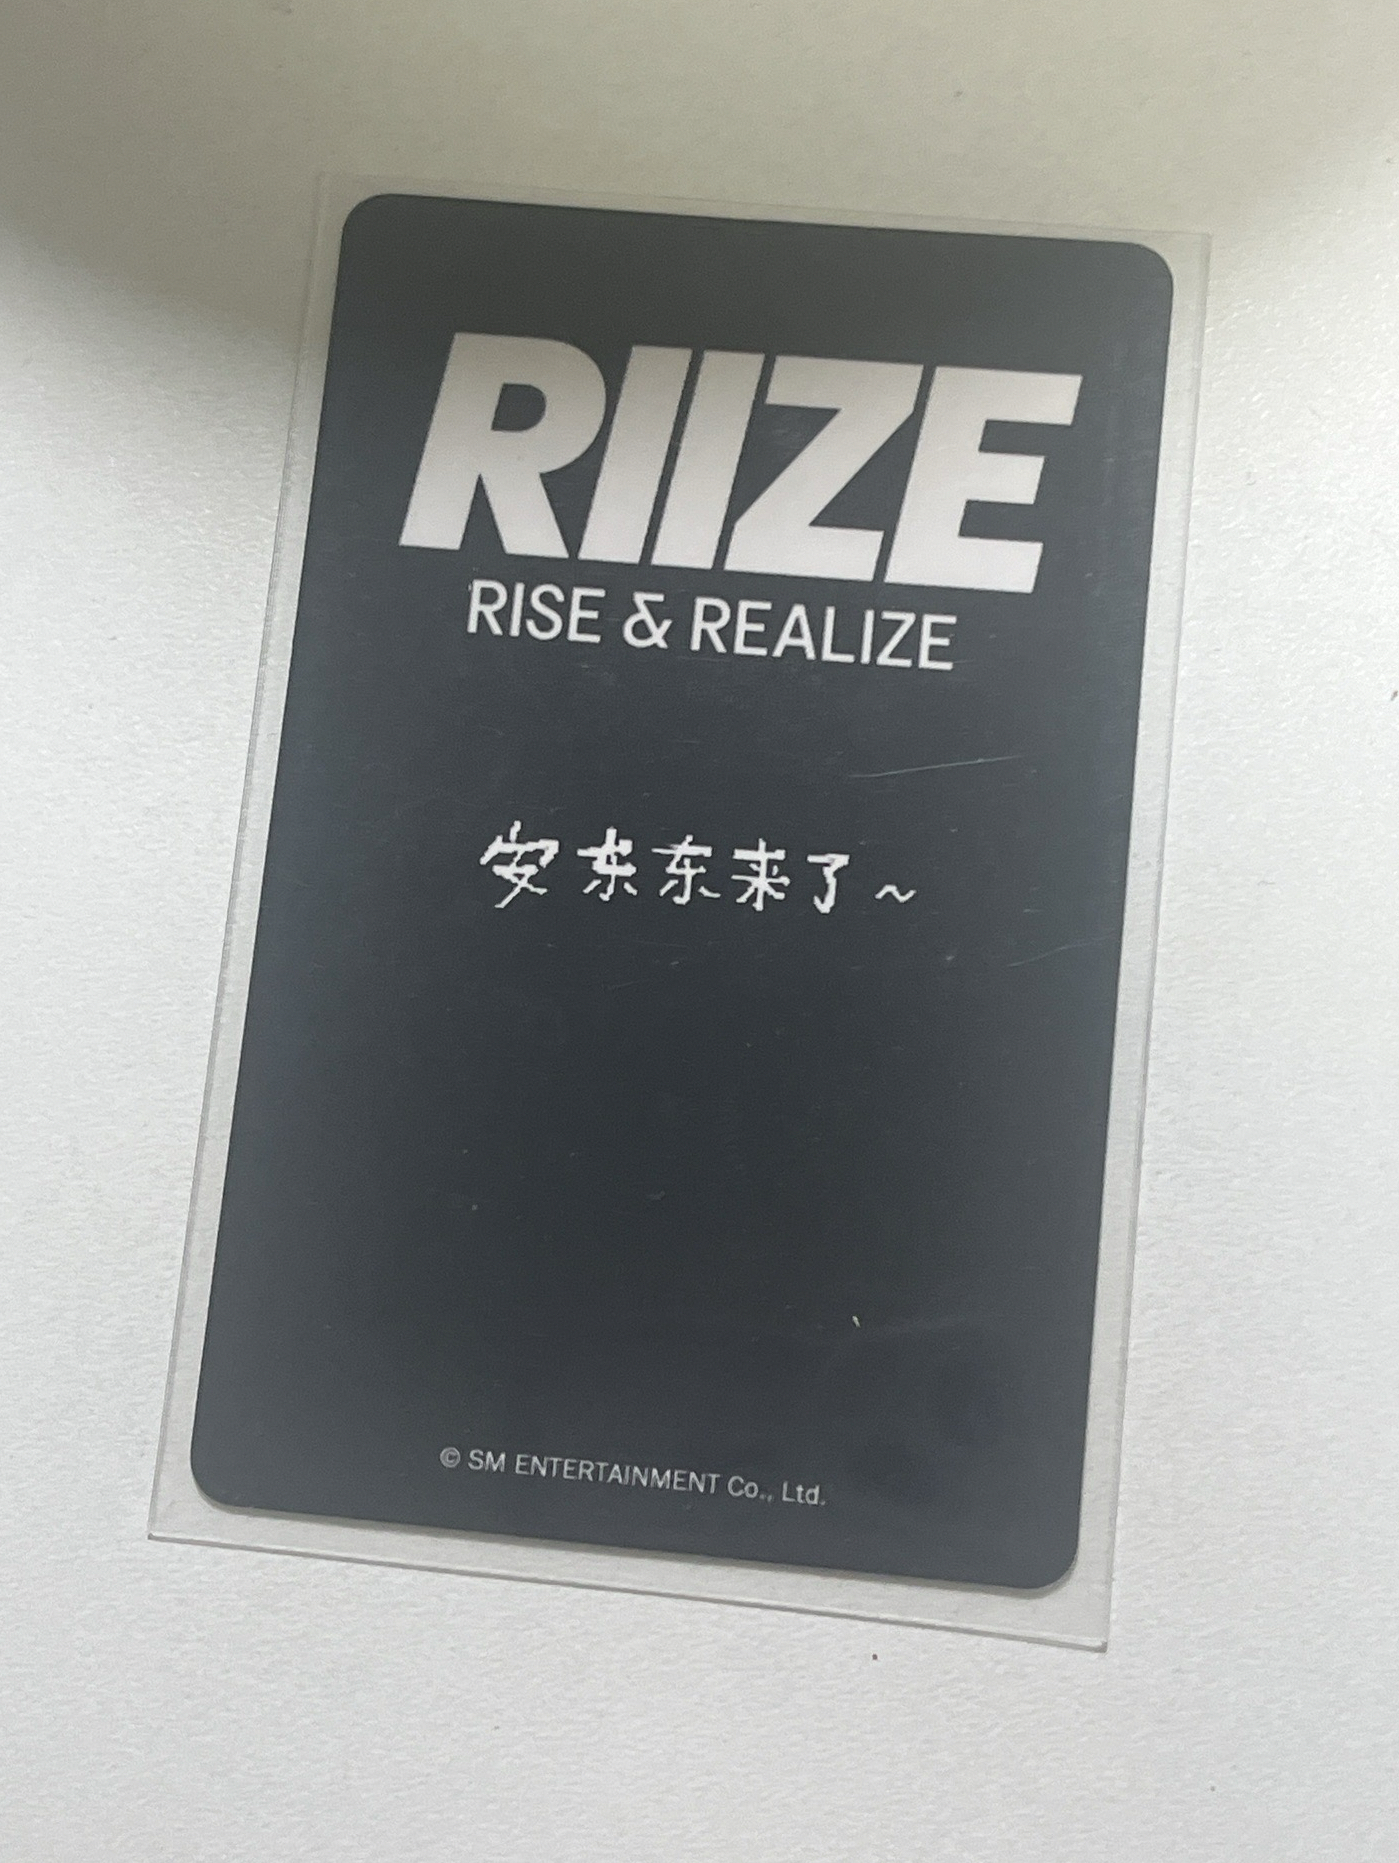 RIIZE
RISE & REALIZE
安东东来了~
© SM ENTERTAINMENT Co., Ltd.